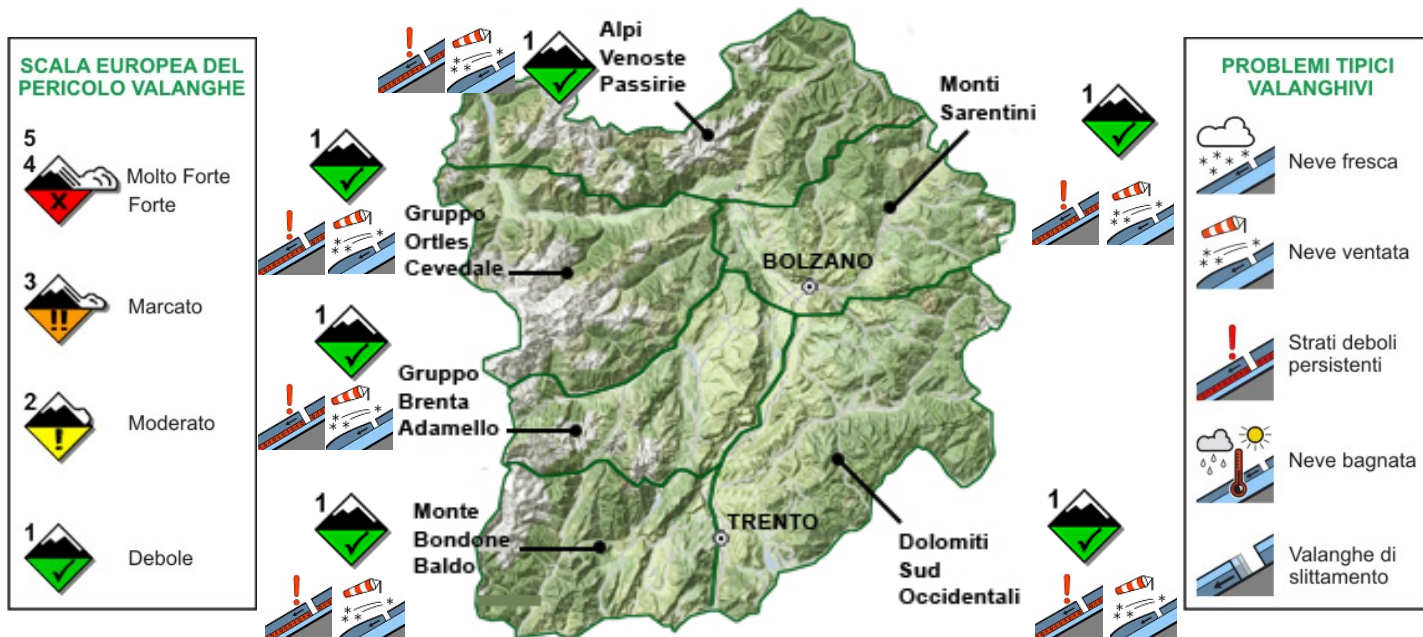 SCALA EUROPEA DEL
PERICOLO VALANGHE
5
4
Molto Forte
Forte
3
Marcato
2
Moderato
1
Debole
1
Alpi
Venoste
Passirie
Monti
Sarentini
1
1
Gruppo
Ortles
Cevedale
BOLZANO
1
Gruppo
Brenta
Adamello
1
Monte
Bondone
Baldo
TRENTO
Dolomiti
Sud
Occidentali
1
PROBLEMI TIPICI
VALANGHIVI
Neve fresca
Neve ventata
Strati deboli
persistenti
Neve bagnata
Valanghe di
slittamento